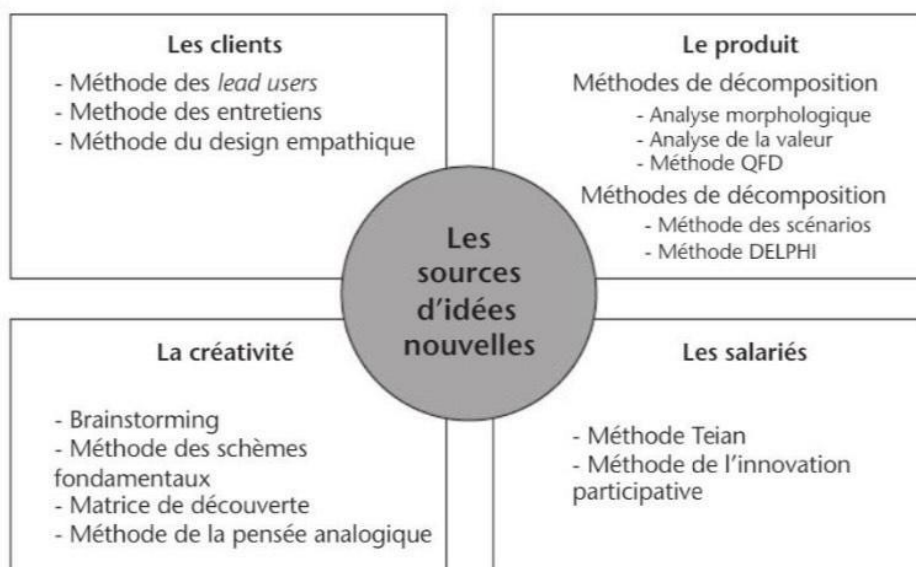 Les clients
- Méthode des lead users
- Methode des entretiens
- Méthode du design empathique
Le produit
Méthodes de décomposition
- Analyse morphologique
- Analyse de la valeur
- Méthode QFD
Méthodes de décomposition
- Méthode des scénarios
- Méthode DELPHI
Les
sources
d'idées
nouvelles
La créativité
- Brainstorming
- Méthode des schèmes
fondamentaux
- Matrice de découverte
- Méthode de la pensée analogique
Les salariés
- Méthode Teian
- Méthode de l'innovation
participative